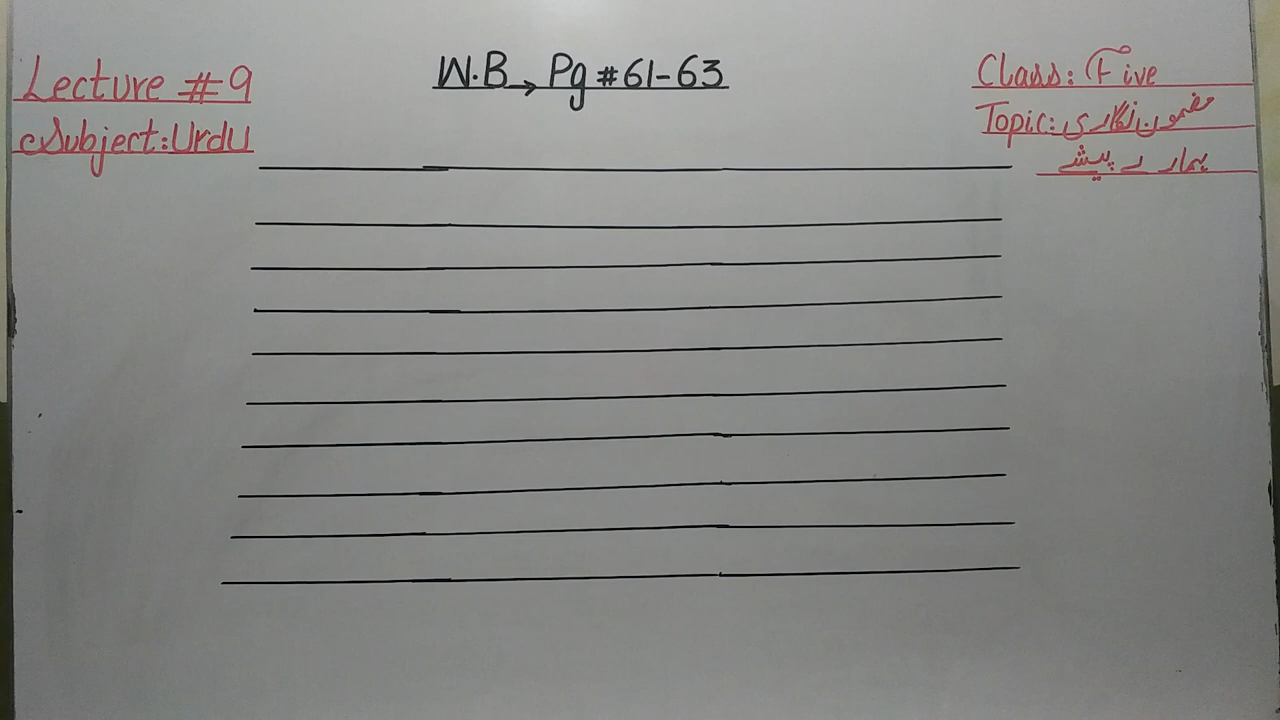 Lecture #9
Subject: Urdu
W.B → Pg #61-63
Class: Five
Topic: مضمون نگاری
ہمارے پیشے